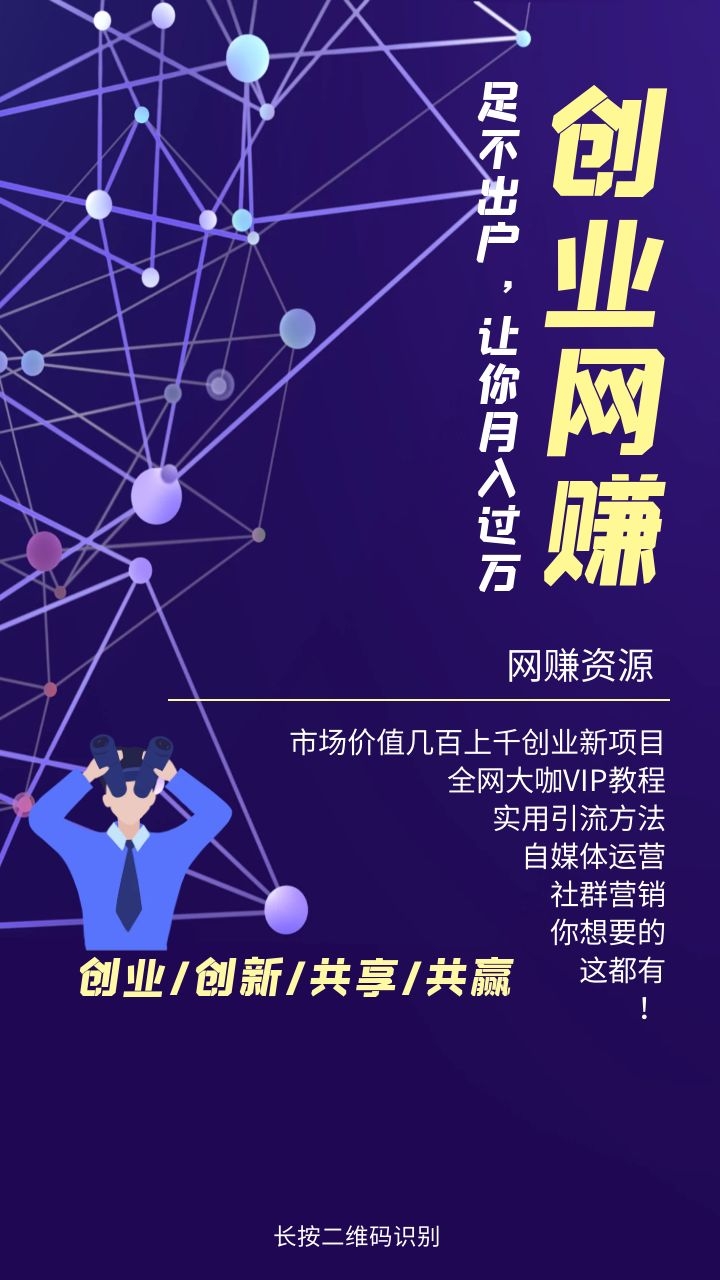 创业网赚
足不出户，让你月入过万
网赚资源
市场价值几百上千创业新项目
全网大咖VIP教程
实用引流方法
自媒体运营
社群营销
你想要的
这都有
！
创业/创新/共享/共赢
长按二维码识别